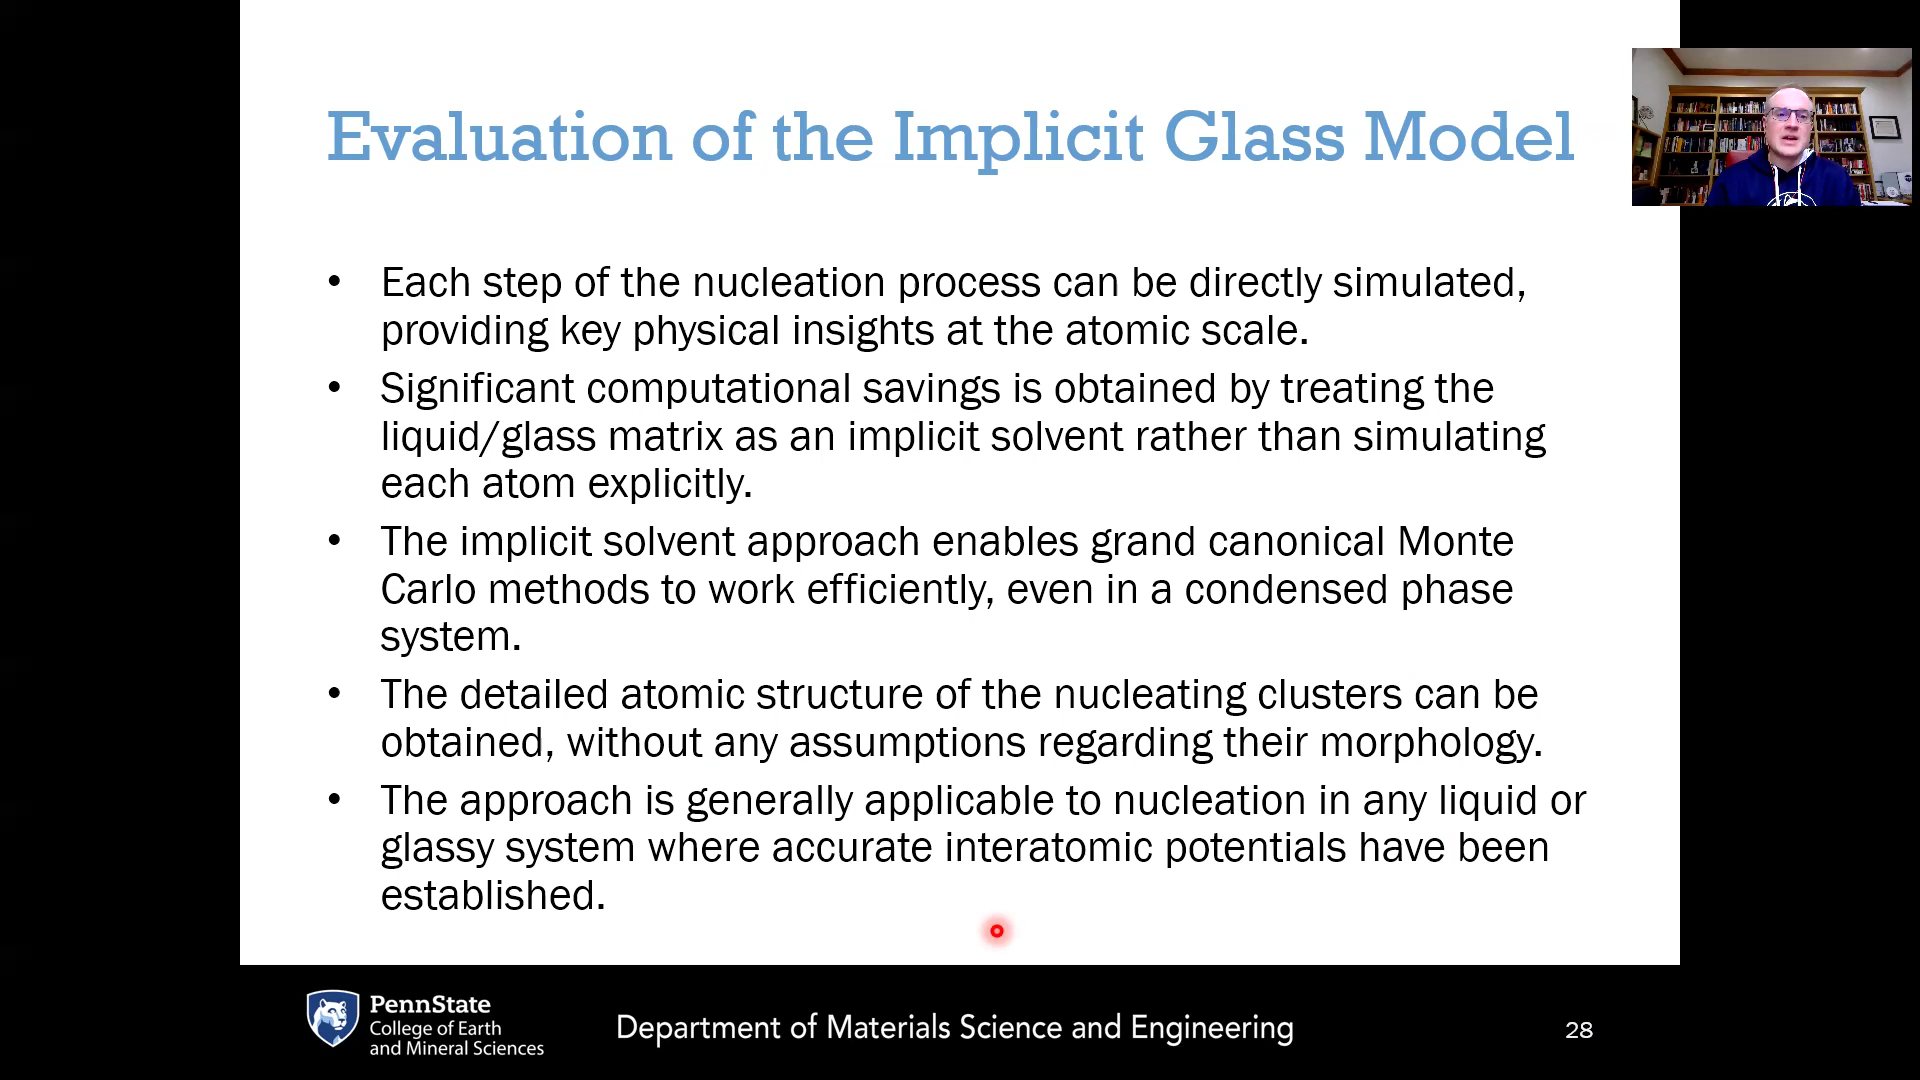 Evaluation of the Implicit Glass Model
• Each step of the nucleation process can be directly simulated,
providing key physical insights at the atomic scale.
• Significant computational savings is obtained by treating the
liquid/glass matrix as an implicit solvent rather than simulating
each atom explicitly.
• The implicit solvent approach enables grand canonical Monte
Carlo methods to work efficiently, even in a condensed phase
system.
• The detailed atomic structure of the nucleating clusters can be
obtained, without any assumptions regarding their morphology.
• The approach is generally applicable to nucleation in any liquid or
glassy system where accurate interatomic potentials have been
established.
PennState
College of Earth
and Mineral Sciences
Department of Materials Science and Engineering
28